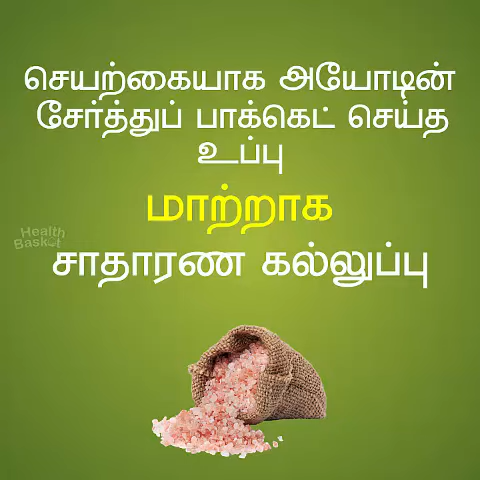 செயற்கையாக அயோடின்
சேர்த்துப் பாக்கெட் செய்த
உப்பு
மாற்றாக
Health
Basket
சாதாரண கல்லுப்பு